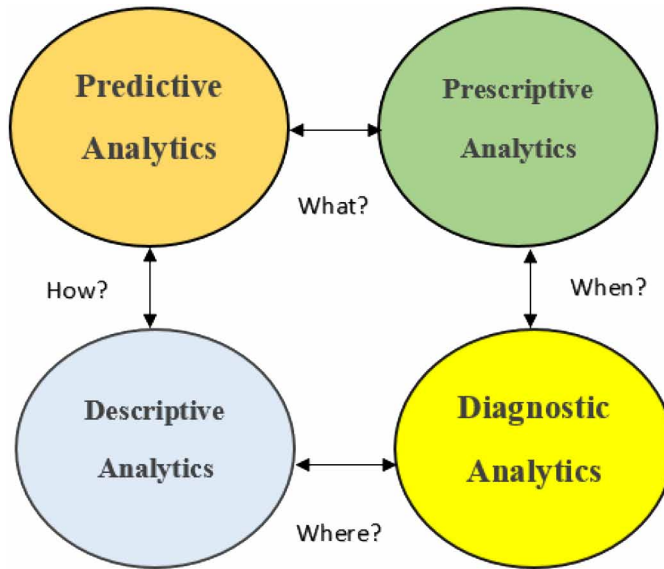 Predictive
Analytics
Prescriptive
Analytics
What?
How?
When?
Descriptive
Analytics
Diagnostic
Analytics
Where?